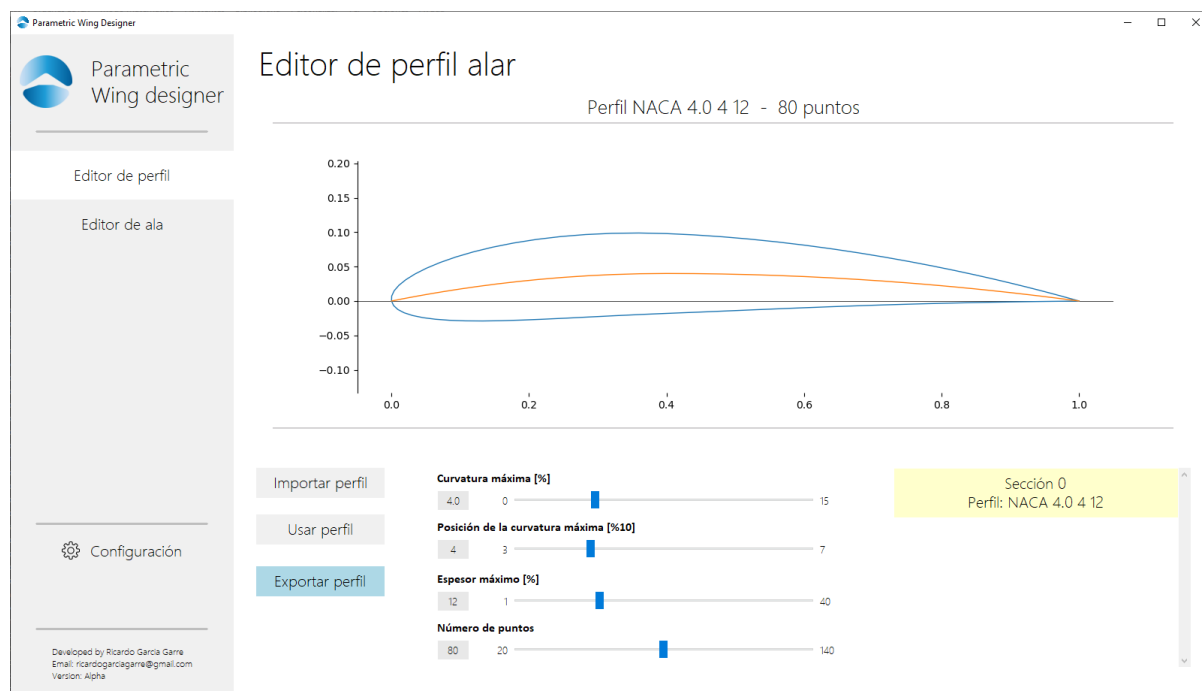 Parametric Wing Designer
Parametric
Wing designer
Editor de perfil
Editor de ala
Configuración
Developed by Ricardo García Garre
Email: ricardogarciagarre@gmail.com
Version: Alpha
Editor de perfil alar
Perfil NACA 4.0 4 12 - 80 puntos
0.20
0.15
0.10
0.05
0.00
−0.05
−0.10
0.0 0.2 0.4 0.6 0.8 1.0
Importar perfil
Usar perfil
Exportar perfil
Curvatura máxima [%]
4.0 0 15
Posición de la curvatura máxima [%10]
4 3 7
Espesor máximo [%]
12 1 40
Número de puntos
80 20 140
Sección 0
Perfil: NACA 4.0 4 12